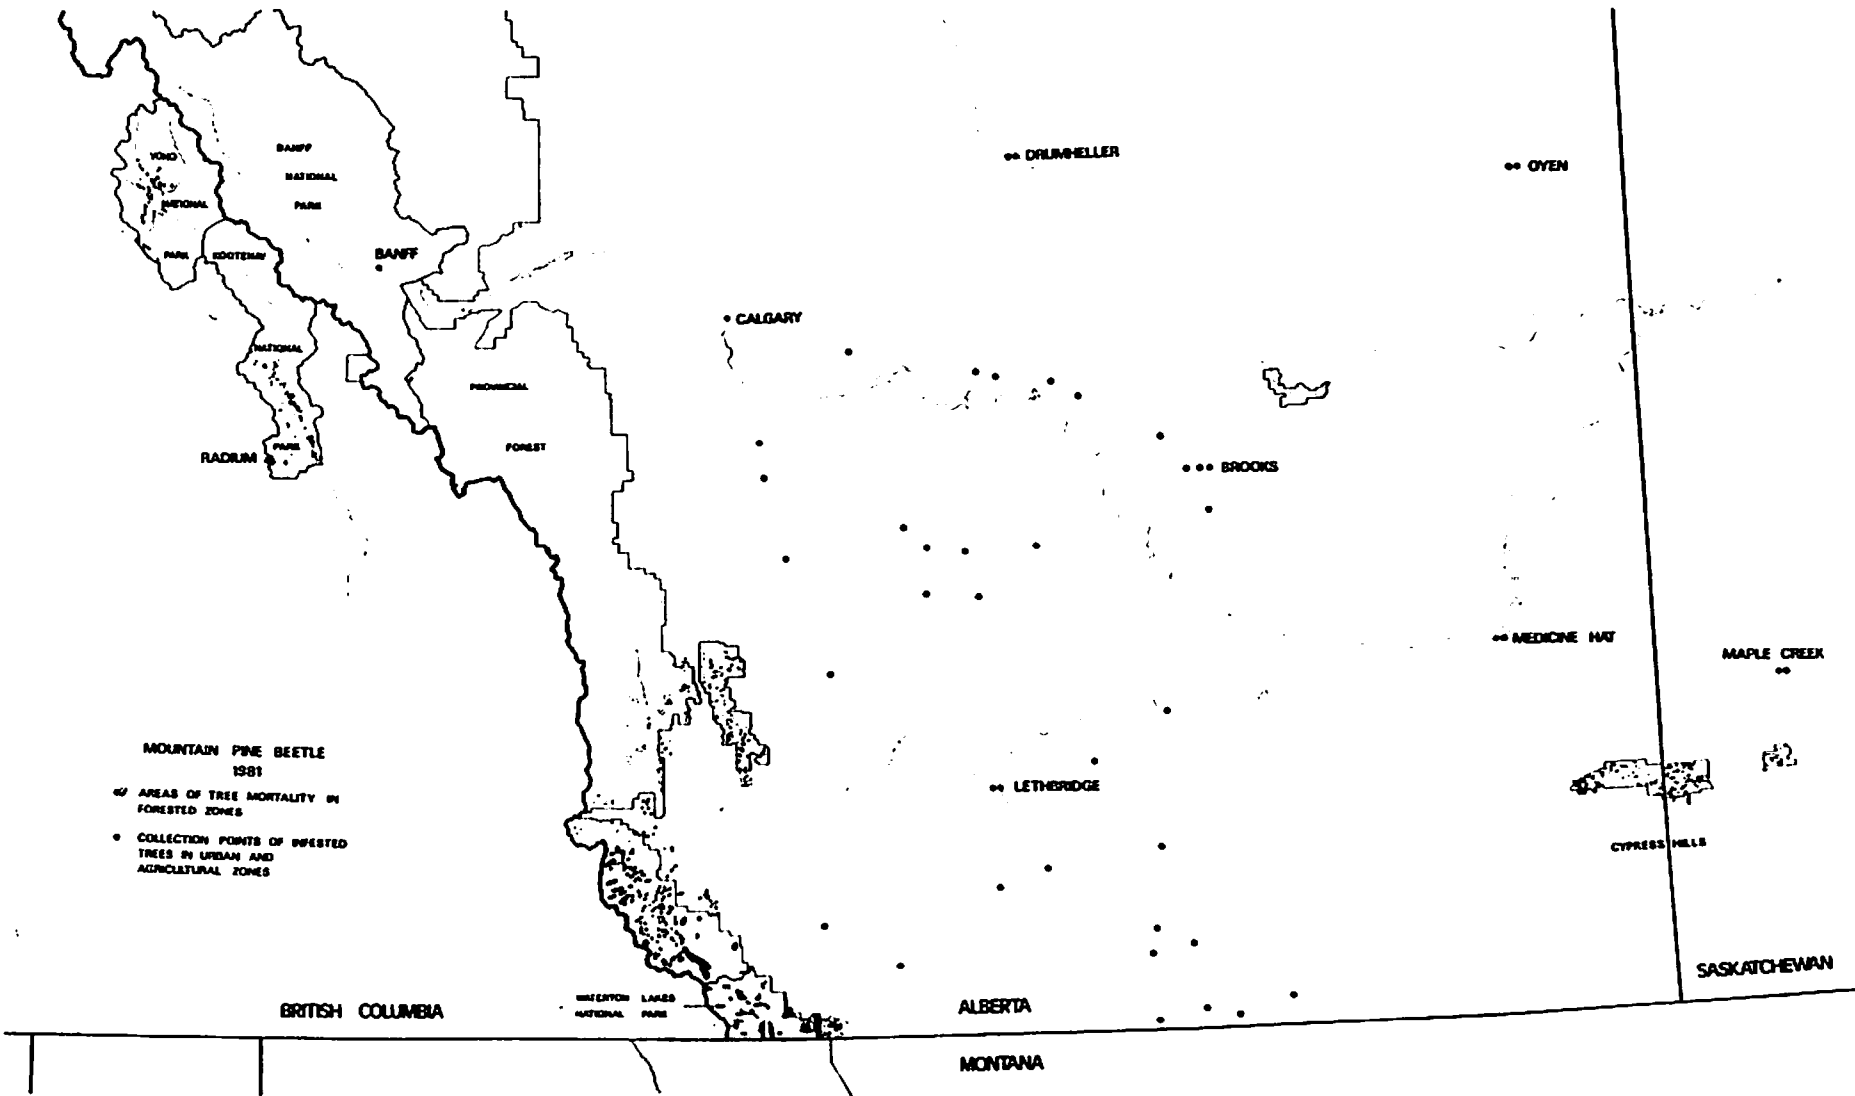 YOHO
NATIONAL
PARK
BANFF
NATIONAL
PARK
BANFF
KOOTENAY
NATIONAL
PARK
RADIUM
PROVINCIAL
FOREST
CALGARY
DRUMHELLER
OYEN
BROOKS
MEDICINE HAT
MAPLE CREEK
LETHBRIDGE
CYPRESS HILLS
MOUNTAIN PINE BEETLE
1981
AREAS OF TREE MORTALITY IN
FORESTED ZONES
COLLECTION POINTS OF INFESTED
TREES IN URBAN AND
AGRICULTURAL ZONES
WATERTON LAKES
NATIONAL PARK
BRITISH COLUMBIA
ALBERTA
SASKATCHEWAN
MONTANA